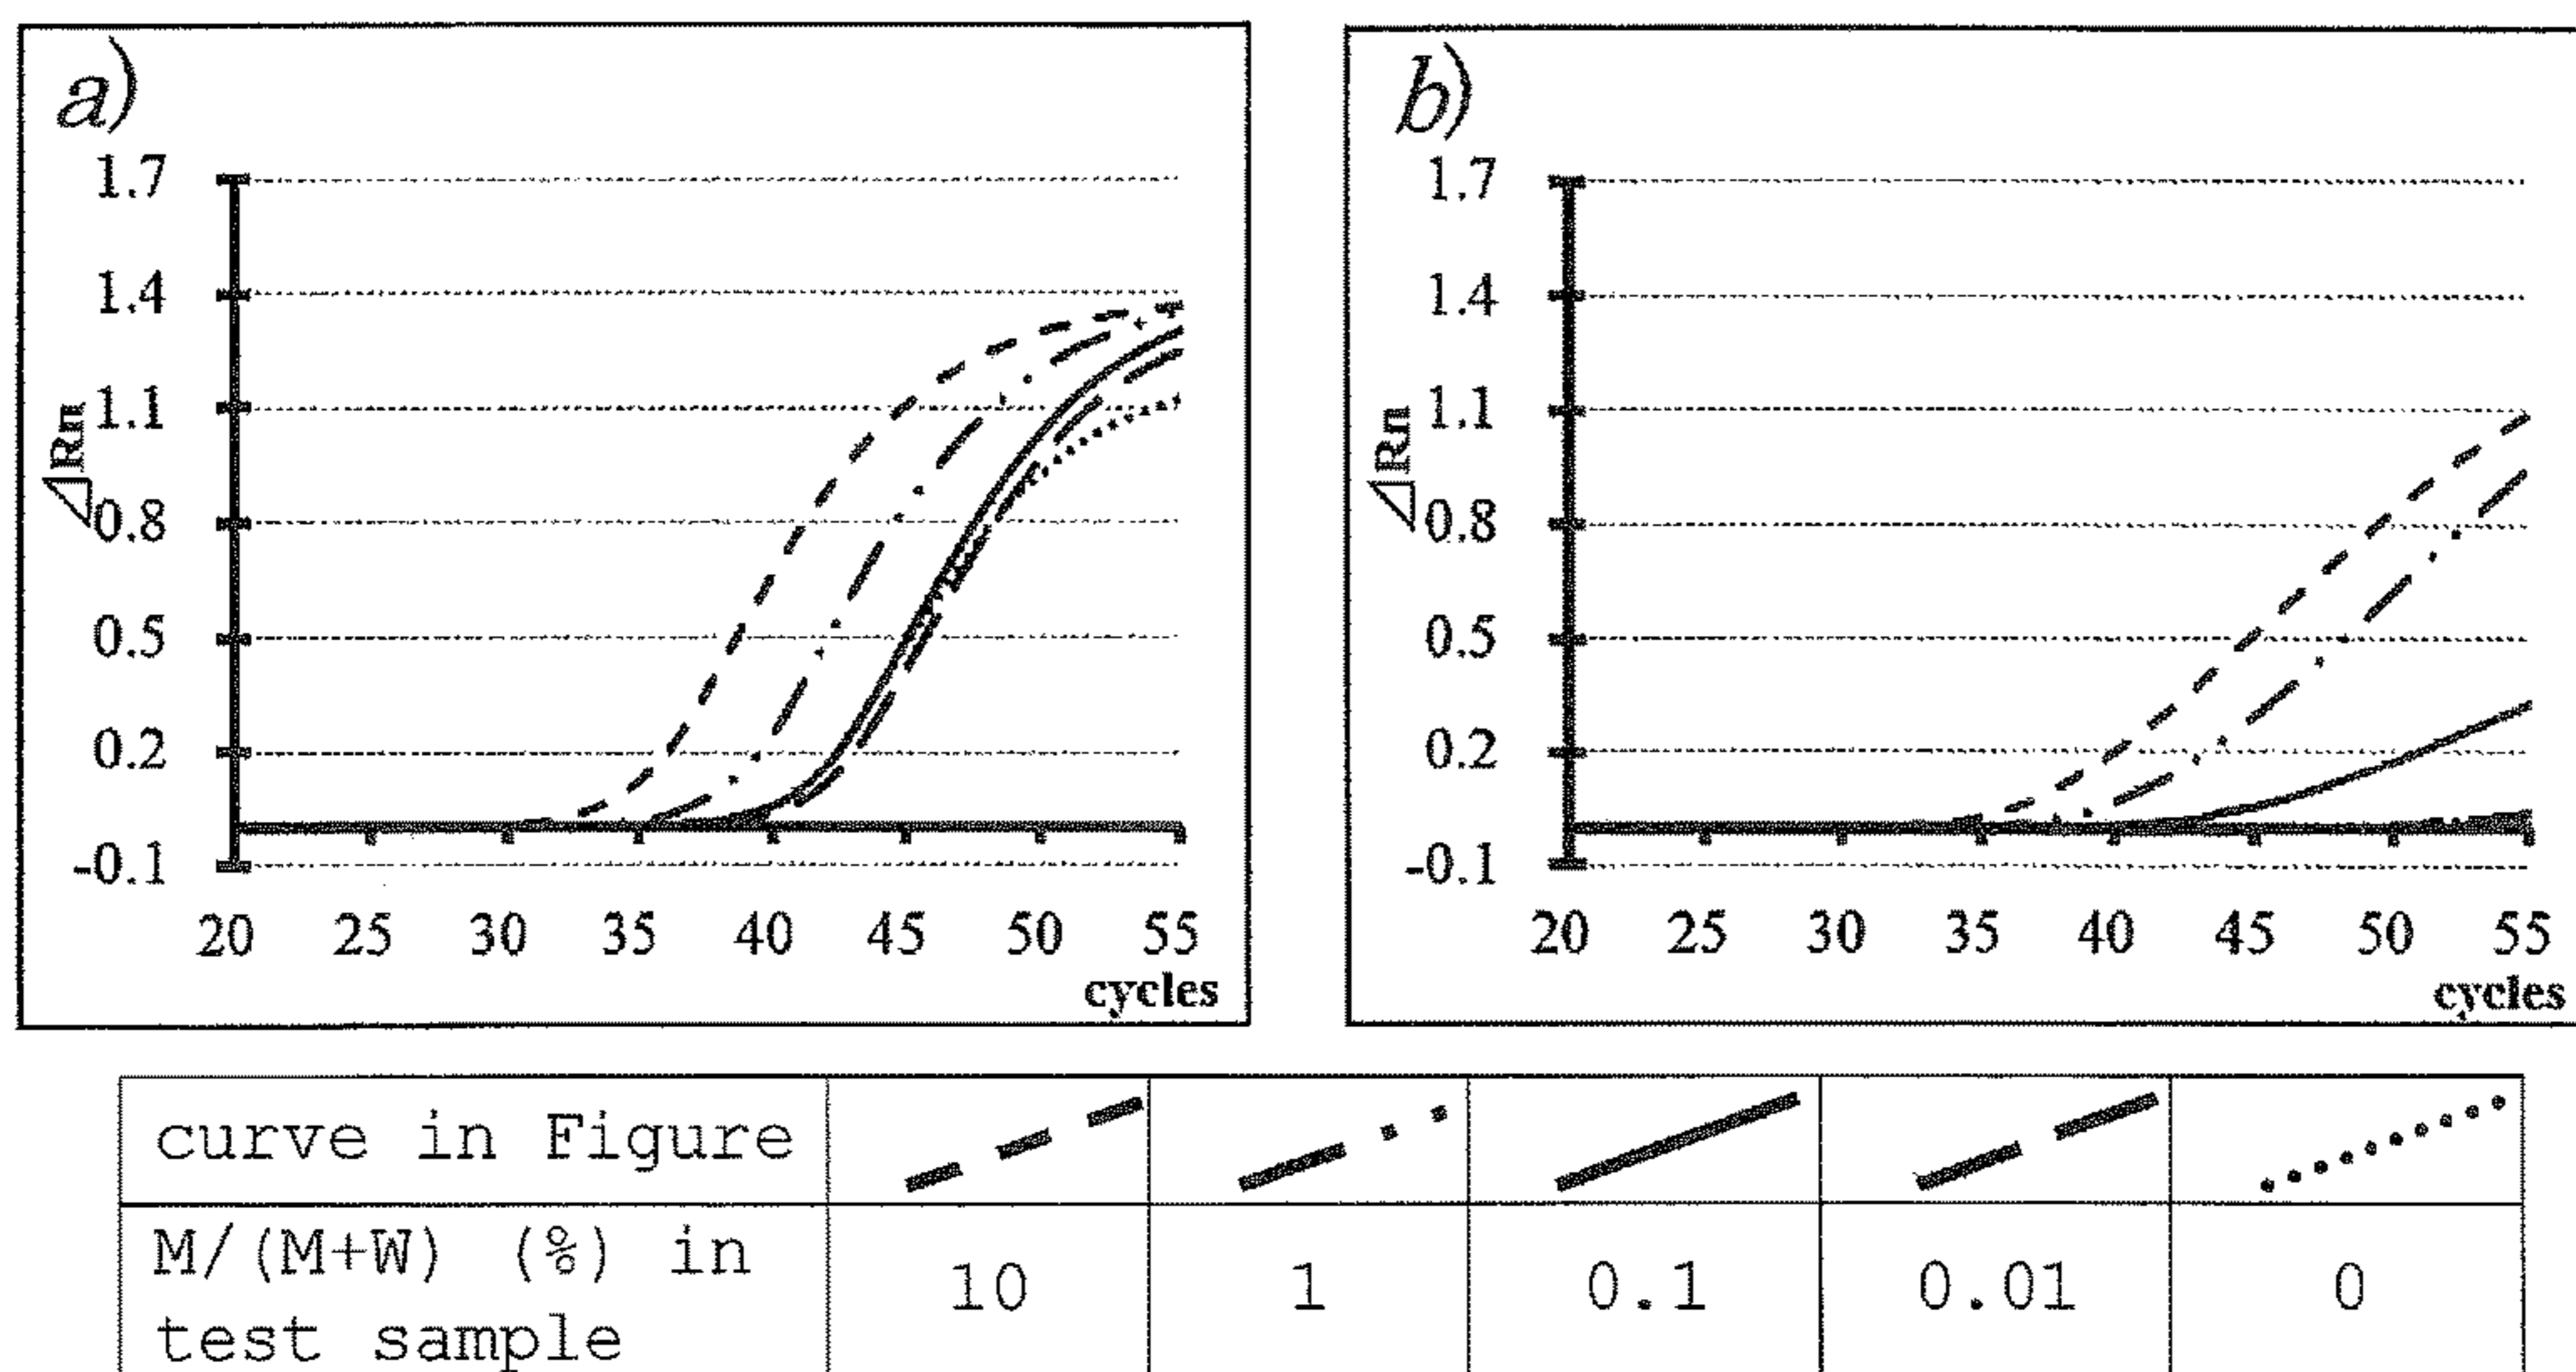 a)
1.7
1.4
1.1
0.8
0.5
0.2
-0.1
ΔRn
20 25 30 35 40 45 50 55
cycles
b)
1.7
1.4
1.1
0.8
0.5
0.2
-0.1
ΔRn
20 25 30 35 40 45 50 55
cycles
curve in Figure
M/(M+W) (%) in
test sample
10 1 0.1 0.01 0